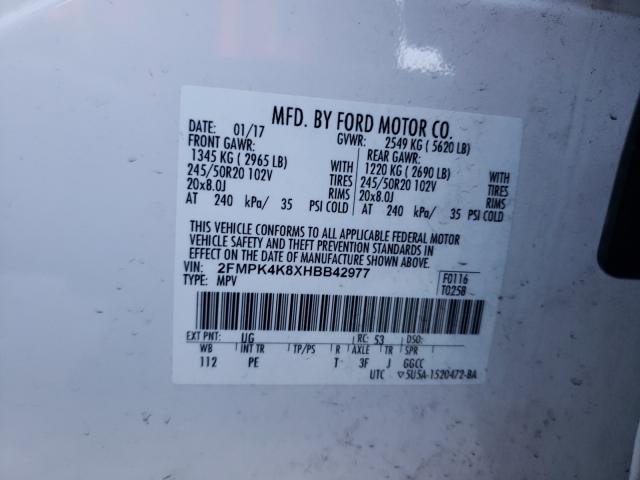 MFD. BY FORD MOTOR CO.
DATE: 01/17 GVWR: 2549 KG ( 5620 LB)
FRONT GAWR: REAR GAWR:
1345 KG ( 2965 LB) WITH 1220 KG ( 2690 LB) WITH
245/50R20 102V TIRES 245/50R20 102V TIRES
20x8.0J RIMS 20x8.0J RIMS
AT 240 kPa/ 35 PSI COLD AT 240 kPa/ 35 PSI COLD
THIS VEHICLE CONFORMS TO ALL APPLICABLE FEDERAL MOTOR
VEHICLE SAFETY AND THEFT PREVENTION STANDARDS IN
EFFECT ON THE DATE OF MANUFACTURE SHOWN ABOVE.
VIN: 2FMPK4K8XHBB42977 F0116
TYPE: MPV T0258
EXT PNT: UG RC: 53 DSO:
WB INT TR TP/PS R AXLE TR SPR
112 PE T 3F J GGCC
UTC ▽5U5A-1520472-BA